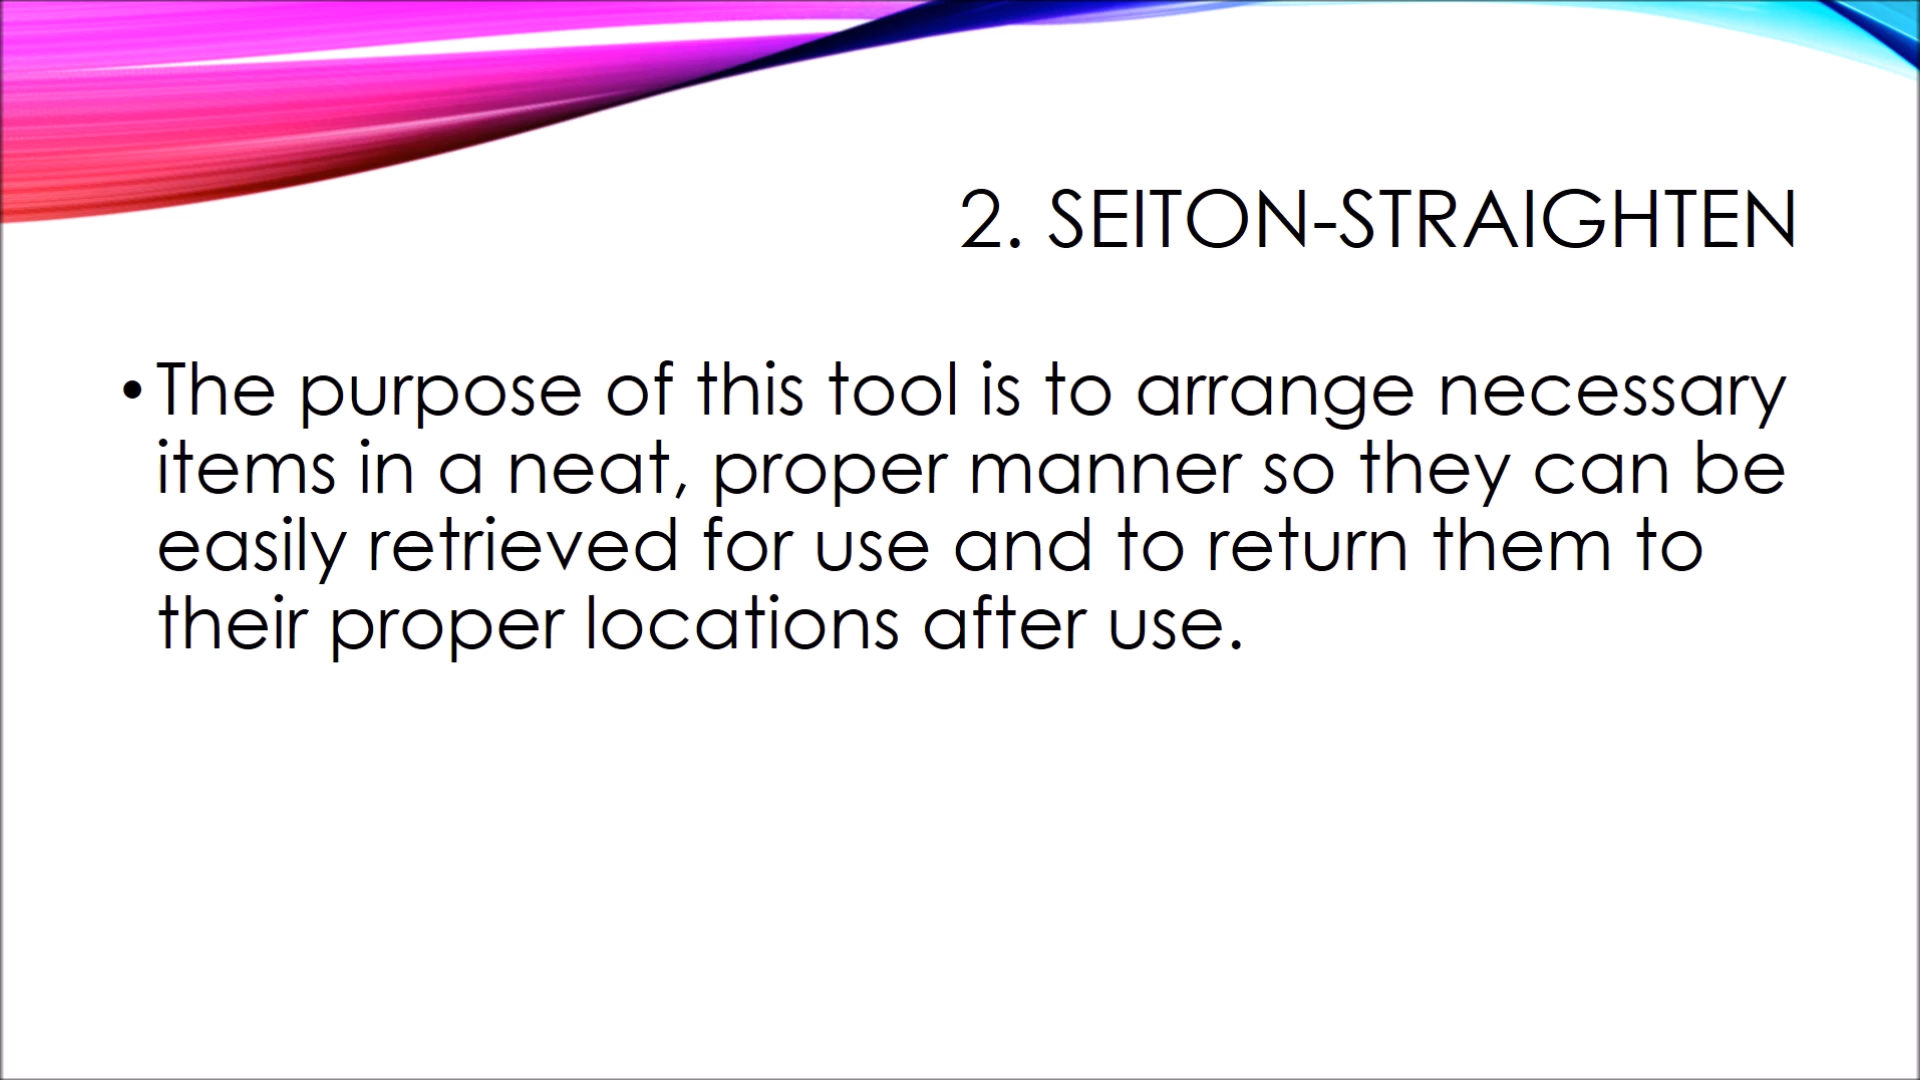 2. SEITON-STRAIGHTEN
• The purpose of this tool is to arrange necessary
items in a neat, proper manner so they can be
easily retrieved for use and to return them to
their proper locations after use.